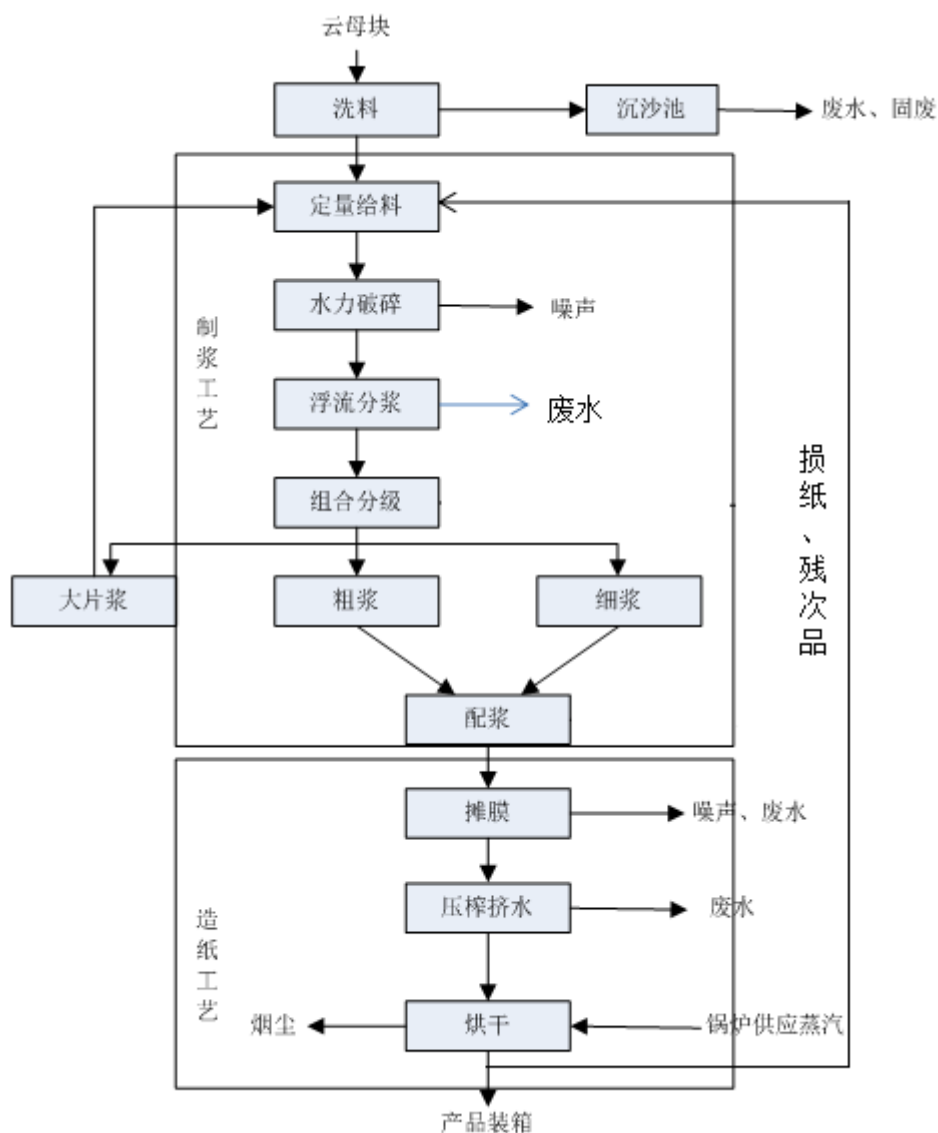 云母块
洗料
沉沙池
废水、固废
定量给料
水力破碎
噪声
制浆工艺
浮流分浆
废水
组合分级
损纸、残次品
大片浆
粗浆
细浆
配浆
摊膜
噪声、废水
压榨挤水
废水
造纸工艺
烟尘
烘干
锅炉供应蒸汽
产品装箱